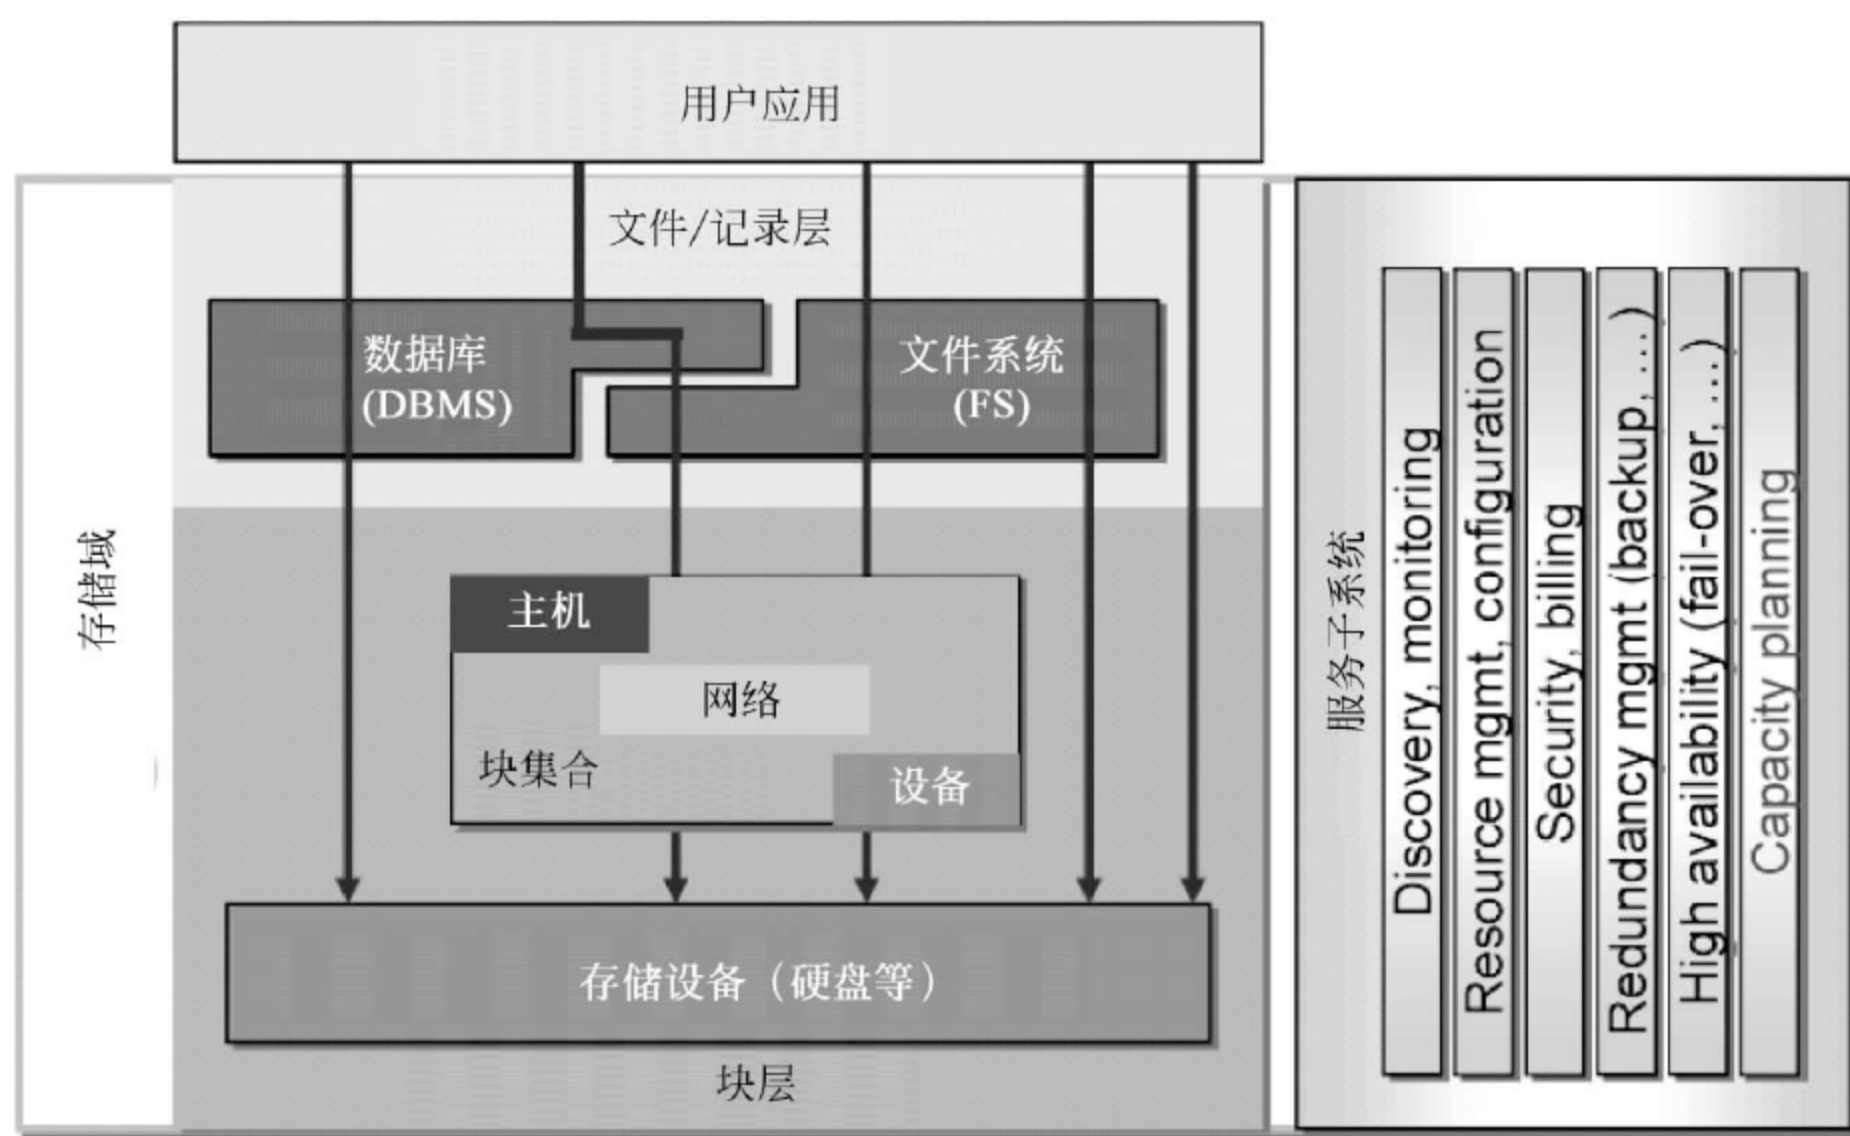 用户应用
文件/记录层
数据库
(DBMS)
文件系统
(FS)
存储域
主机
网络
块集合
设备
存储设备（硬盘等）
块层
服务子系统
Discovery, monitoring
Resource mgmt, configuration
Security, billing
Redundancy mgmt (backup, …)
High availability (fail-over, …)
Capacity planning